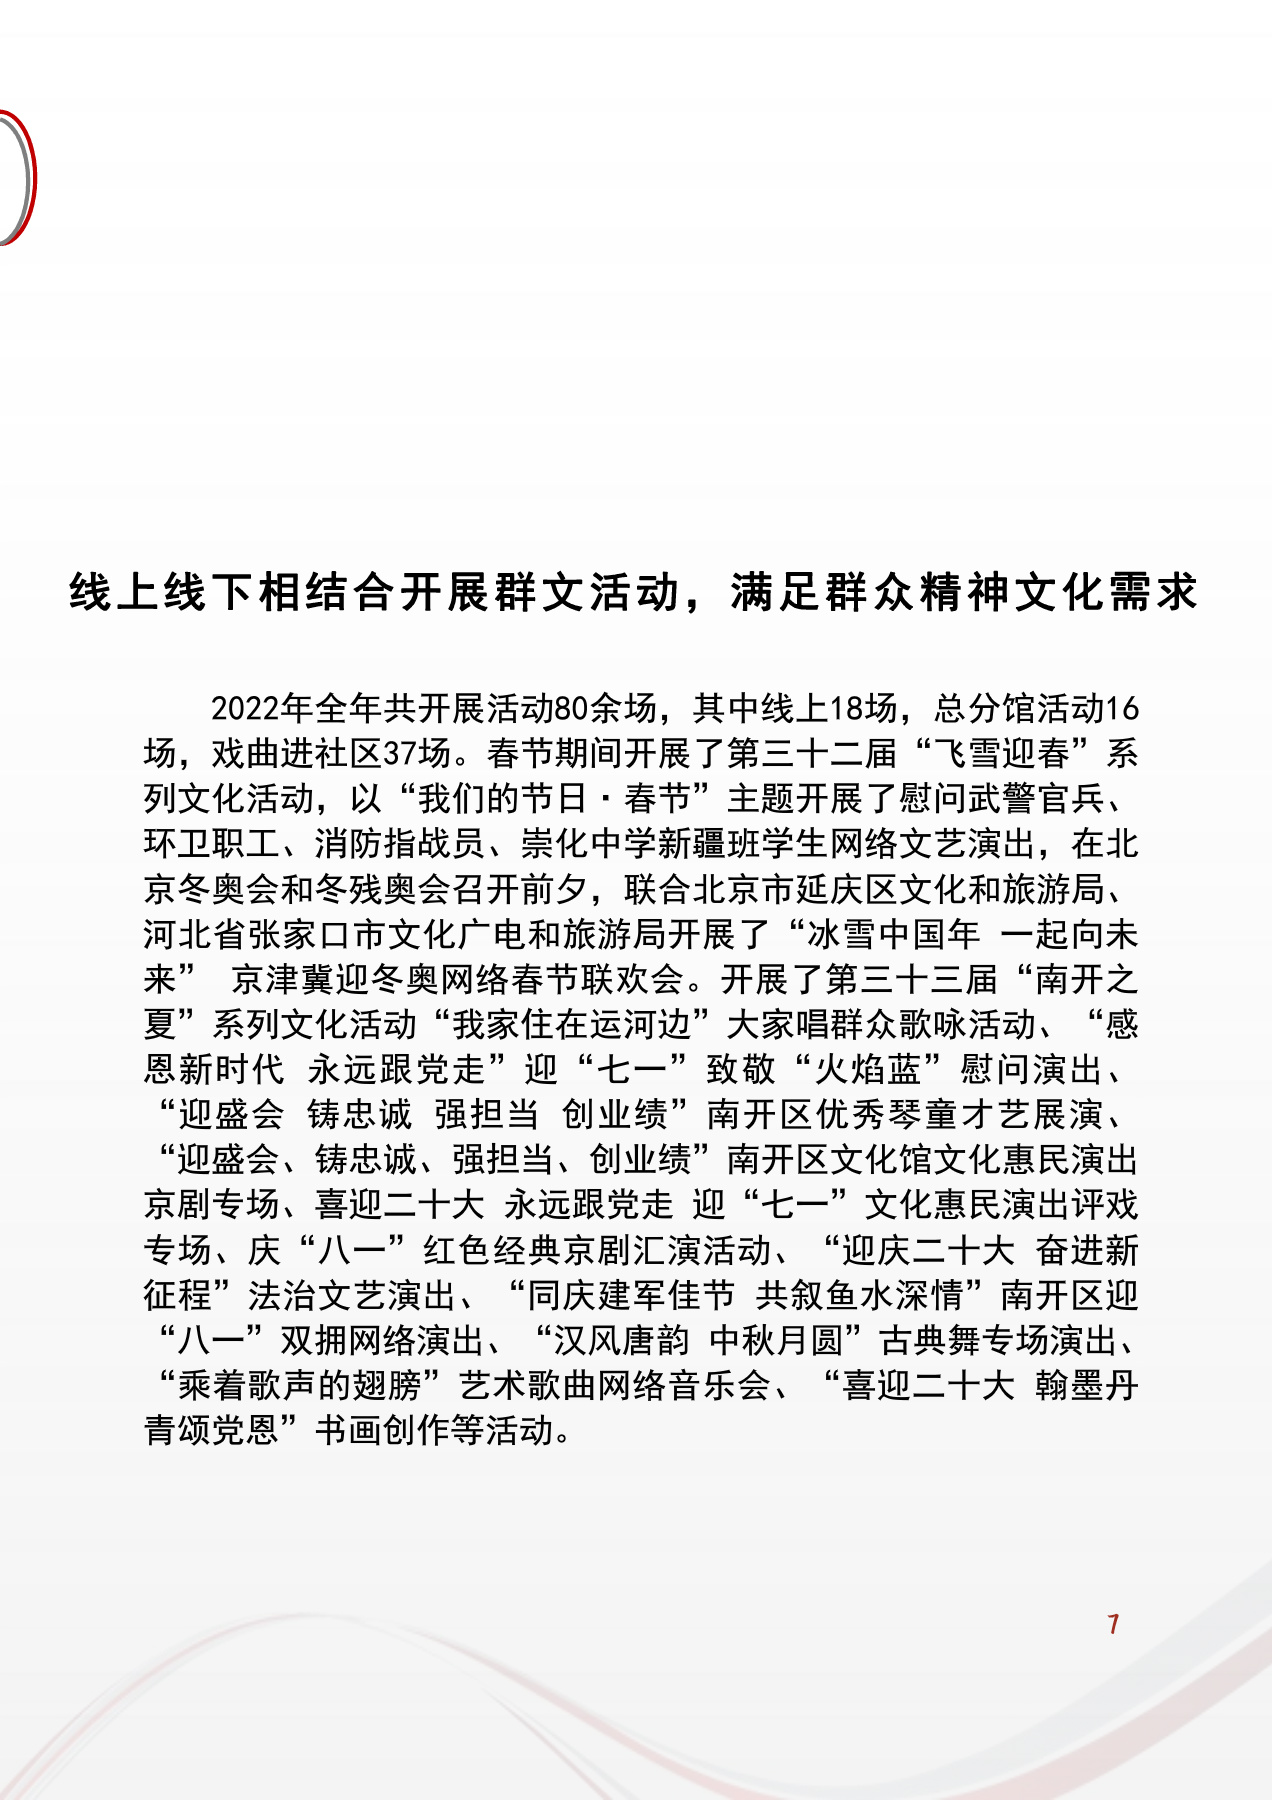 线上线下相结合开展群文活动，满足群众精神文化需求
2022年全年共开展活动80余场，其中线上18场，总分馆活动16
场，戏曲进社区37场。春节期间开展了第三十二届“飞雪迎春”系
列文化活动，以“我们的节日·春节”主题开展了慰问武警官兵、
环卫职工、消防指战员、崇化中学新疆班学生网络文艺演出，在北
京冬奥会和冬残奥会召开前夕，联合北京市延庆区文化和旅游局、
河北省张家口市文化广电和旅游局开展了“冰雪中国年 一起向未
来” 京津冀迎冬奥网络春节联欢会。开展了第三十三届“南开之
夏”系列文化活动“我家住在运河边”大家唱群众歌咏活动、“感
恩新时代 永远跟党走”迎“七一”致敬“火焰蓝”慰问演出、
“迎盛会 铸忠诚 强担当 创业绩”南开区优秀琴童才艺展演、
“迎盛会、铸忠诚、强担当、创业绩”南开区文化馆文化惠民演出
京剧专场、喜迎二十大 永远跟党走 迎“七一”文化惠民演出评戏
专场、庆“八一”红色经典京剧汇演活动、“迎庆二十大 奋进新
征程”法治文艺演出、“同庆建军佳节 共叙鱼水深情”南开区迎
“八一”双拥网络演出、“汉风唐韵 中秋月圆”古典舞专场演出、
“乘着歌声的翅膀”艺术歌曲网络音乐会、“喜迎二十大 翰墨丹
青颂党恩”书画创作等活动。
7